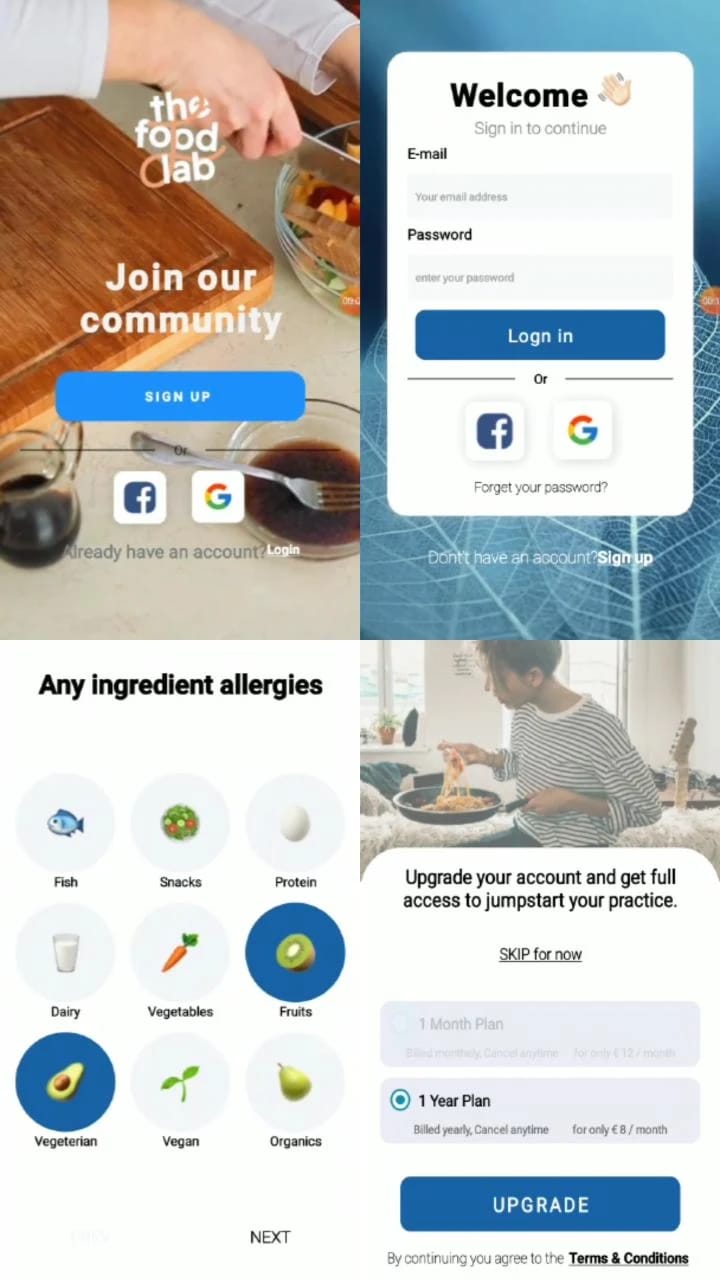 the
food
lab
Join our
community
SIGN UP
Or
Already have an account?Login
Welcome
Sign in to continue
E-mail
Your email address
Password
enter your password
Logn in
Or
Forget your password?
Dont't have an account?Sign up
Any ingredient allergies
Fish
Snacks
Protein
Dairy
Vegetables
Fruits
Vegeterian
Vegan
Organics
PREV
NEXT
Upgrade your account and get full
access to jumpstart your practice.
SKIP for now
1 Month Plan
Billed monthely, Cancel anytime for only € 12 / month
1 Year Plan
Billed yearly, Cancel anytime for only € 8 / month
UPGRADE
By continuing you agree to the Terms & Conditions